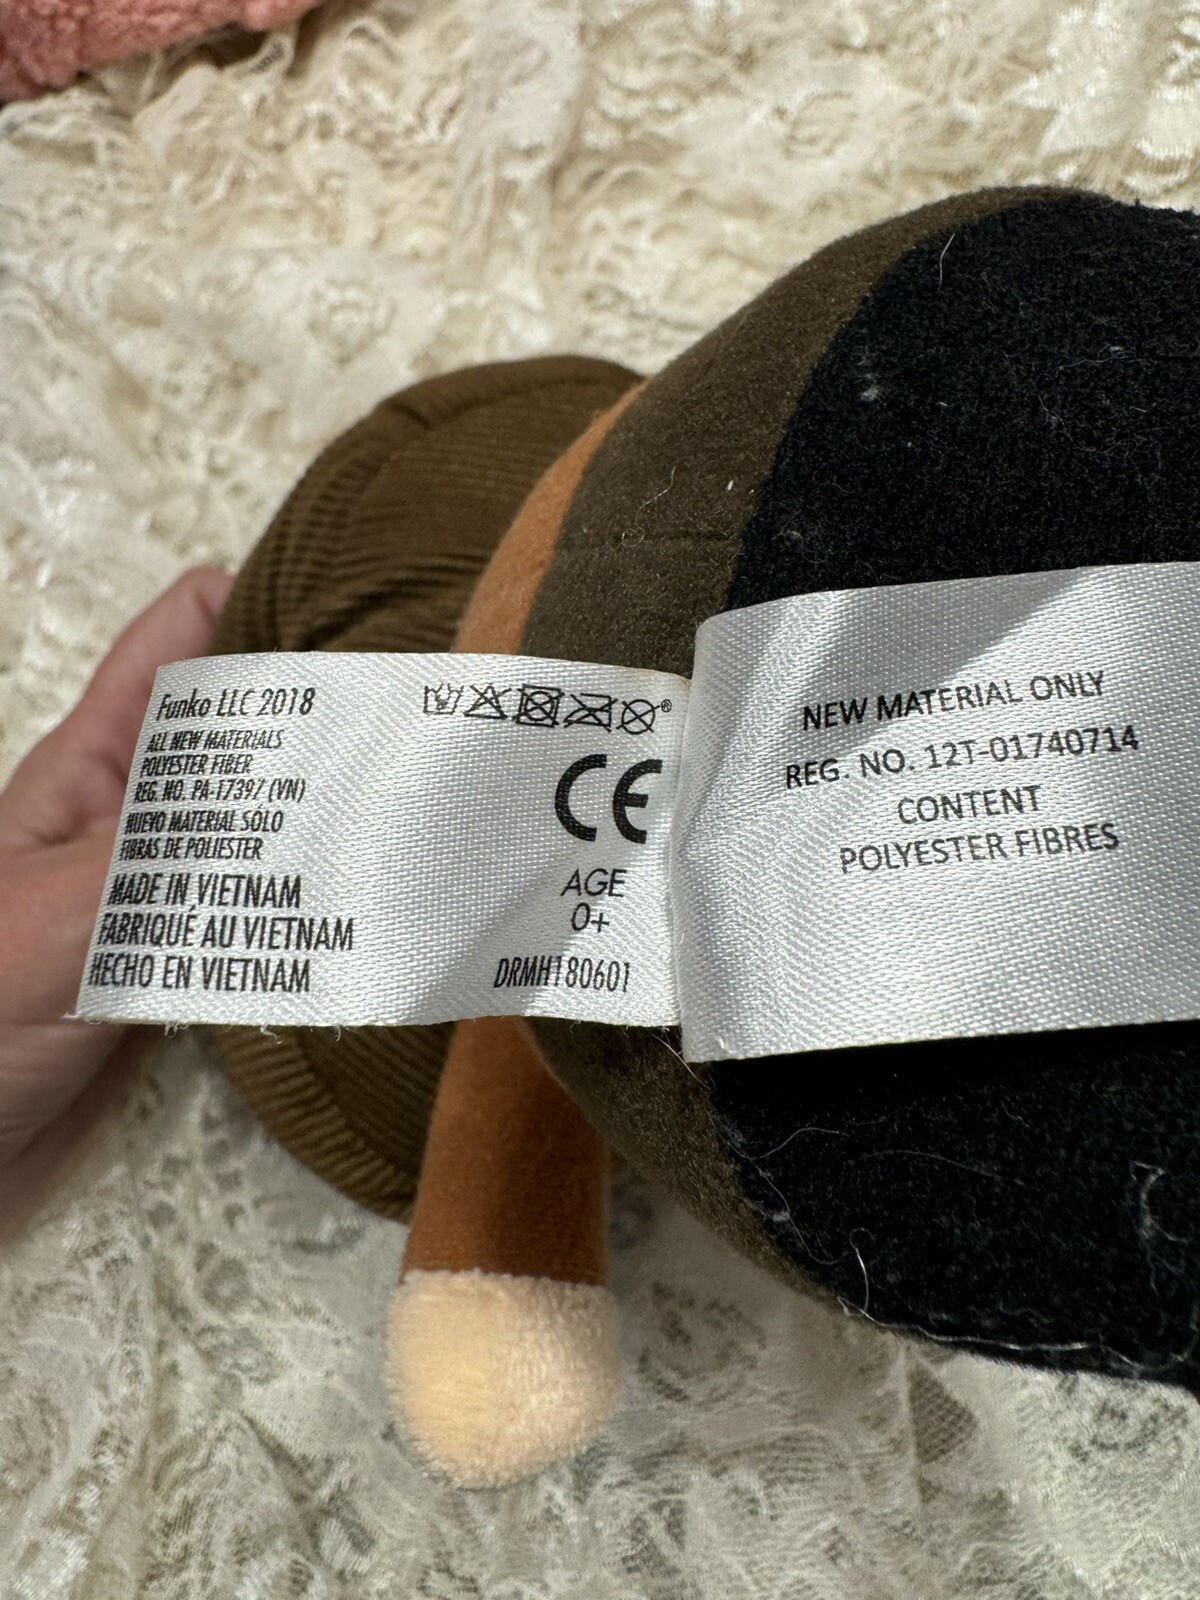 Funko LLC 2018
ALL NEW MATERIALS
POLYESTER FIBER
REG. NO. PA-17397 (VN)
NUEVO MATERIAL SÓLO
FIBRAS DE POLIESTER
MADE IN VIETNAM
FABRIQUÉ AU VIETNAM
HECHO EN VIETNAM
®
CE
AGE
0+
DRMH180601
NEW MATERIAL ONLY
REG. NO. 12T-01740714
CONTENT
POLYESTER FIBRES